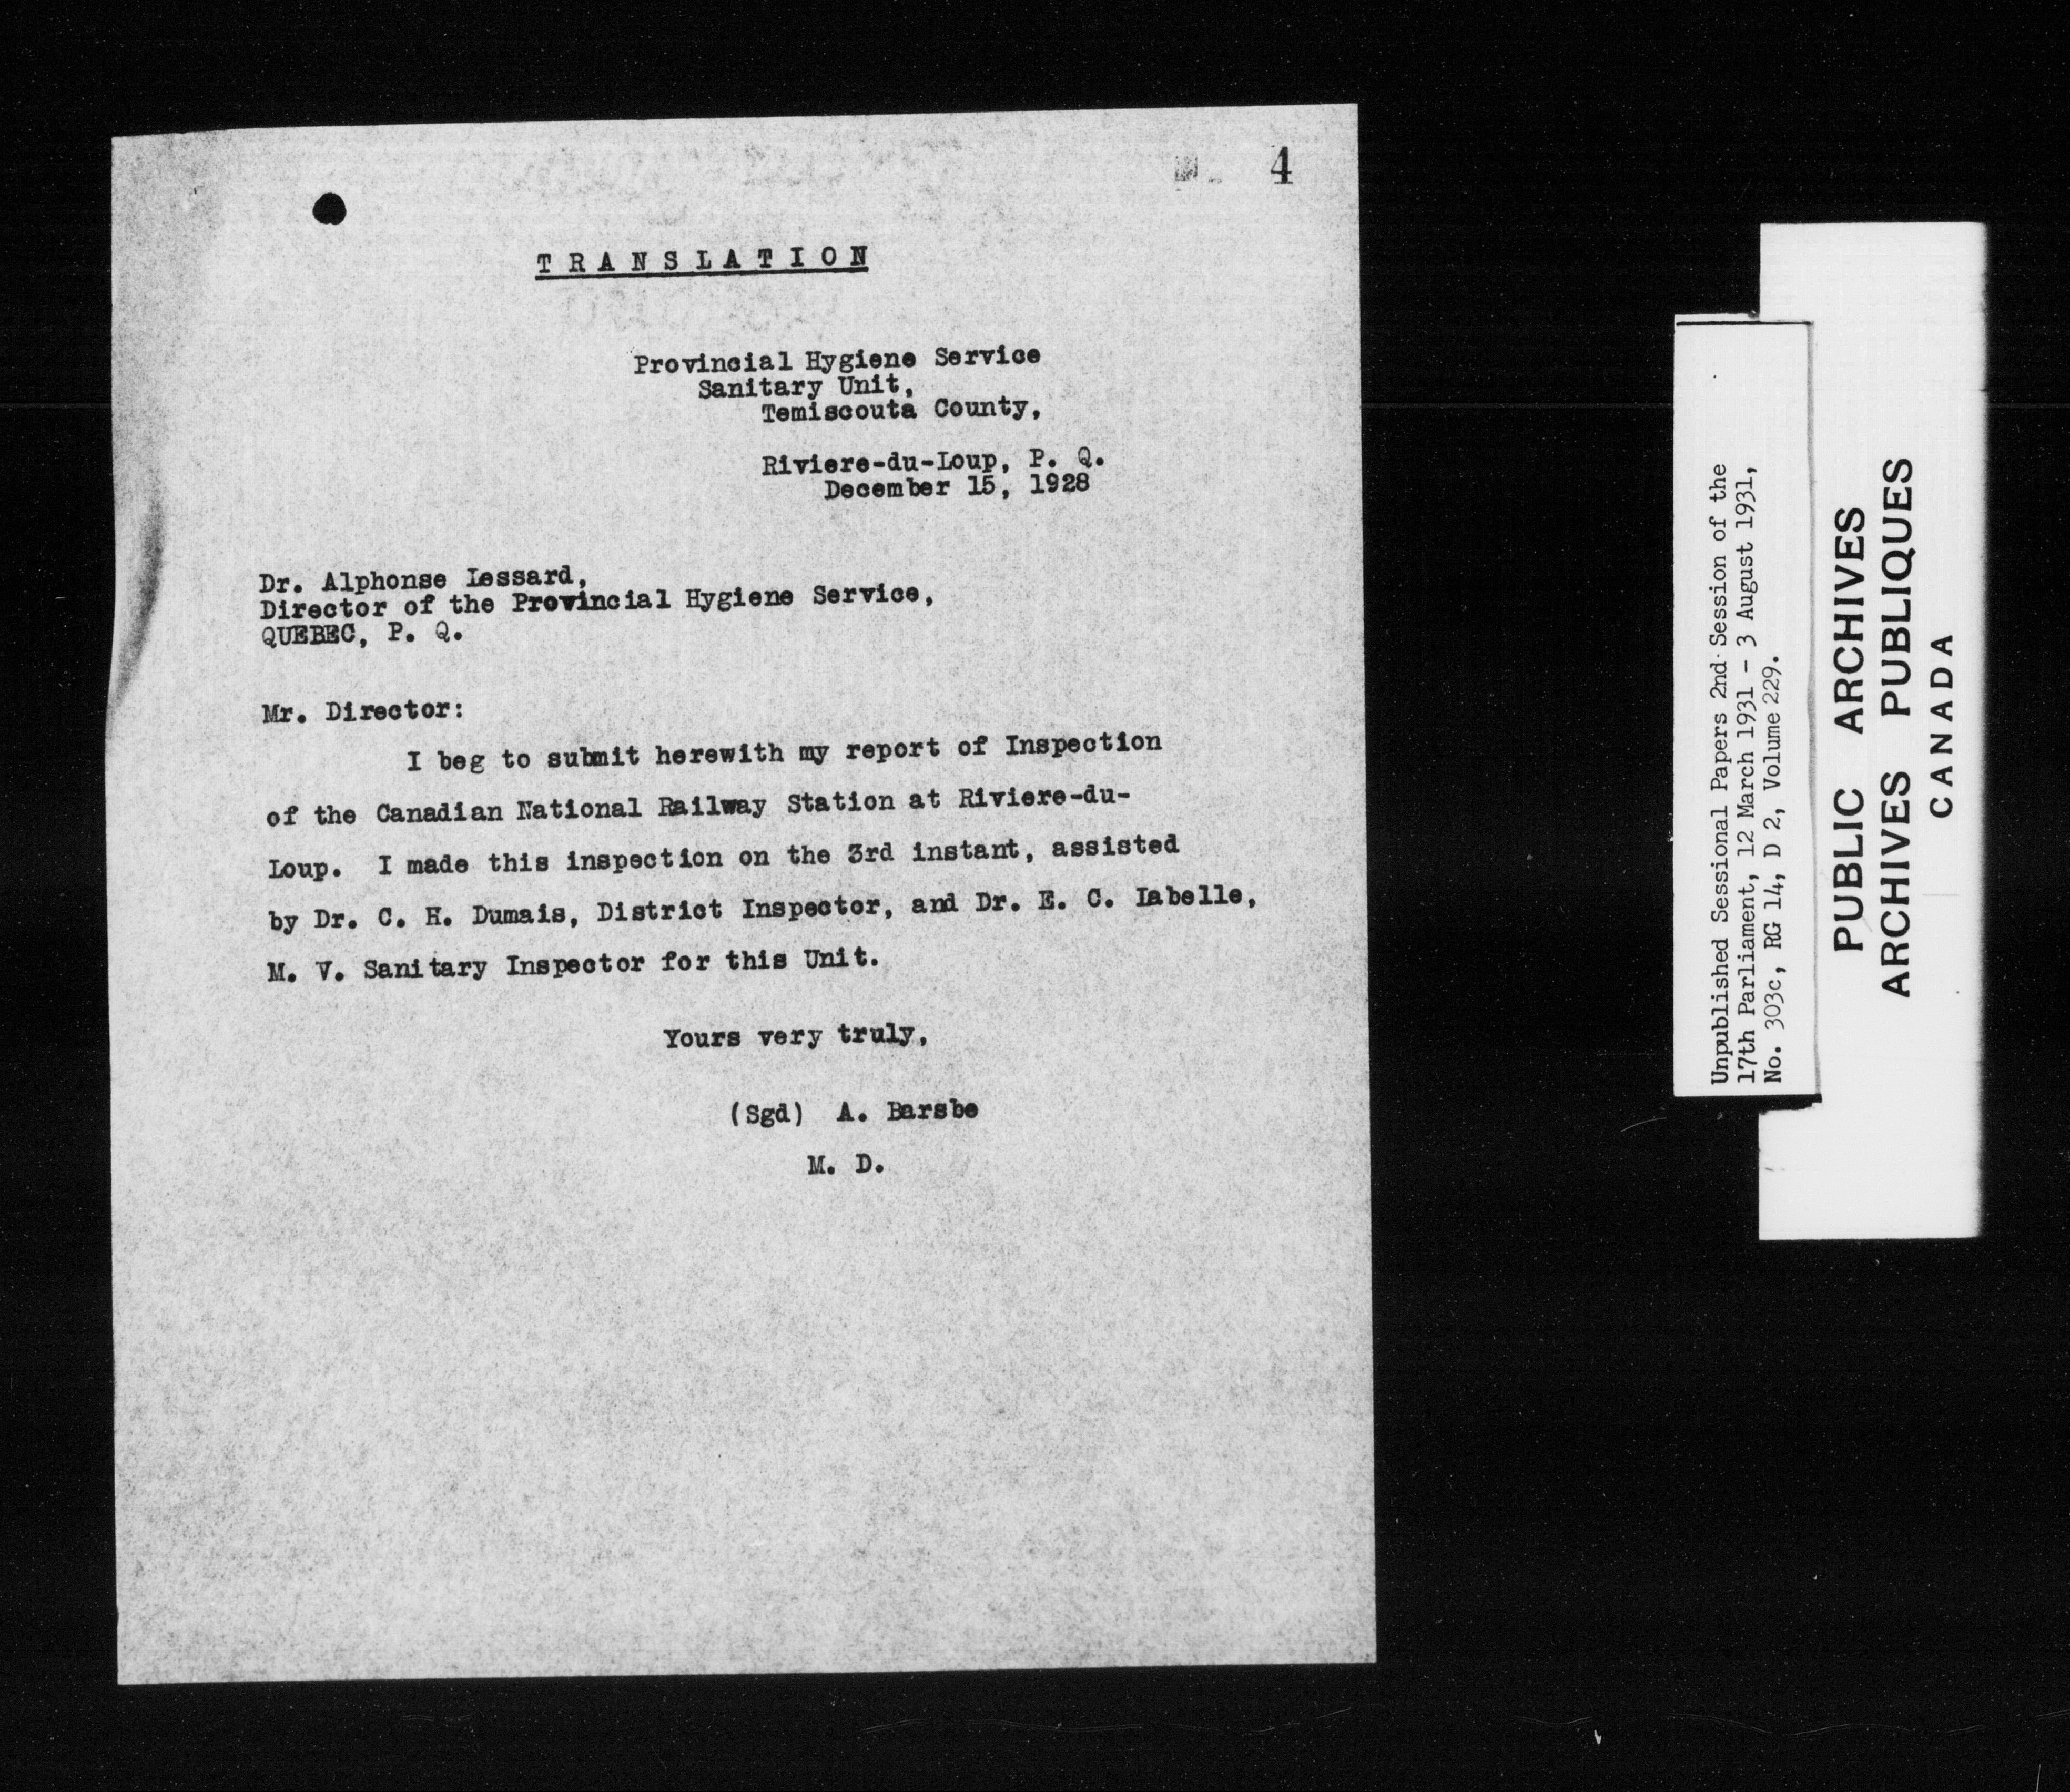 4
TRANSLATION
Provincial Hygiene Service
Sanitary Unit,
Temiscouta County,
Riviere-du-Loup, P. Q.
December 15, 1928
Dr. Alphonse Lessard,
Director of the Provincial Hygiene Service,
QUEBEC, P. Q.
Mr. Director:
I beg to submit herewith my report of Inspection
of the Canadian National Railway Station at Riviere-du-
Loup. I made this inspection on the 3rd instant, assisted
by Dr. C. H. Dumais, District Inspector, and Dr. E. C. Labelle,
M. V. Sanitary Inspector for this Unit.
Yours very truly,
(Sgd) A. Barsbe
M. D.
Unpublished Sessional Papers 2nd Session of the
17th Parliament, 12 March 1931 - 3 August 1931,
No. 303c, RG 14, D 2, Volume 229.
PUBLIC ARCHIVES
ARCHIVES PUBLIQUES
CANADA